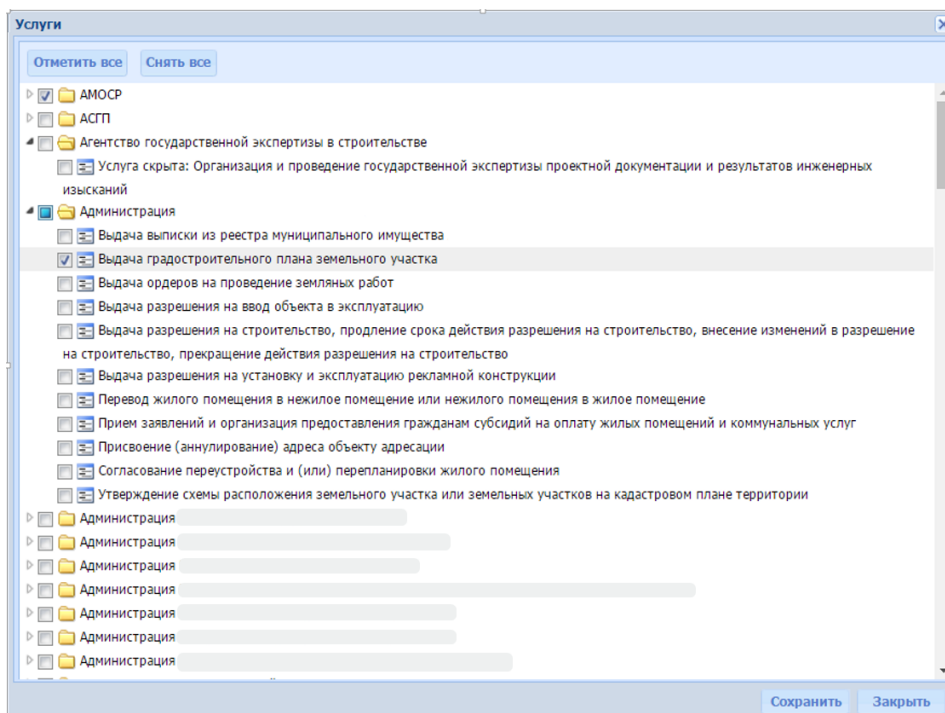 Услуги
Отметить все Снять все
АМОСР
АСГП
Агентство государственной экспертизы в строительстве
Услуга скрыта: Организация и проведение государственной экспертизы проектной документации и результатов инженерных
изысканий
Администрация
Выдача выписки из реестра муниципального имущества
Выдача градостроительного плана земельного участка
Выдача ордеров на проведение земляных работ
Выдача разрешения на ввод объекта в эксплуатацию
Выдача разрешения на строительство, продление срока действия разрешения на строительство, внесение изменений в разрешение
на строительство, прекращение действия разрешения на строительство
Выдача разрешения на установку и эксплуатацию рекламной конструкции
Перевод жилого помещения в нежилое помещение или нежилого помещения в жилое помещение
Прием заявлений и организация предоставления гражданам субсидий на оплату жилых помещений и коммунальных услуг
Присвоение (аннулирование) адреса объекту адресации
Согласование переустройства и (или) перепланировки жилого помещения
Утверждение схемы расположения земельного участка или земельных участков на кадастровом плане территории
Администрация
Администрация
Администрация
Администрация
Администрация
Администрация
Администрация
Сохранить Закрыть